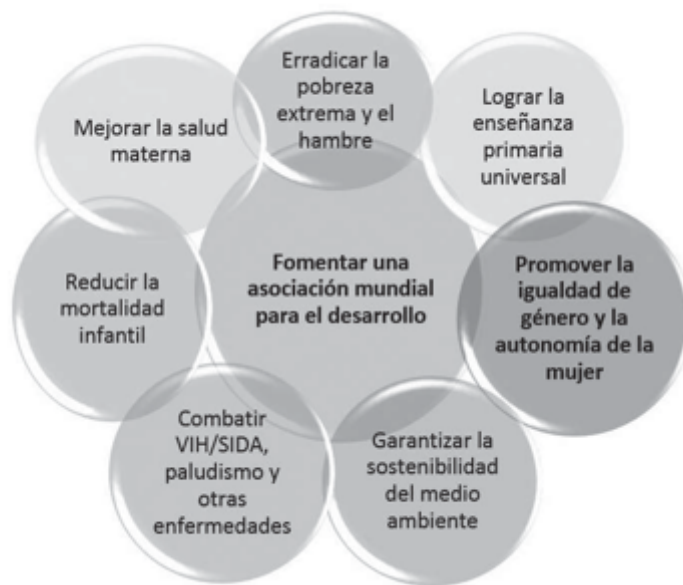 Erradicar la
pobreza
extrema y el
hambre
Lograr la
enseñanza
primaria
universal
Promover la
igualdad de
género y la
autonomía de la
mujer
Garantizar la
sostenibilidad
del medio
ambiente
Combatir
VIH/SIDA,
paludismo y
otras
enfermedades
Reducir la
mortalidad
infantil
Mejorar la salud
materna
Fomentar una
asociación mundial
para el desarrollo